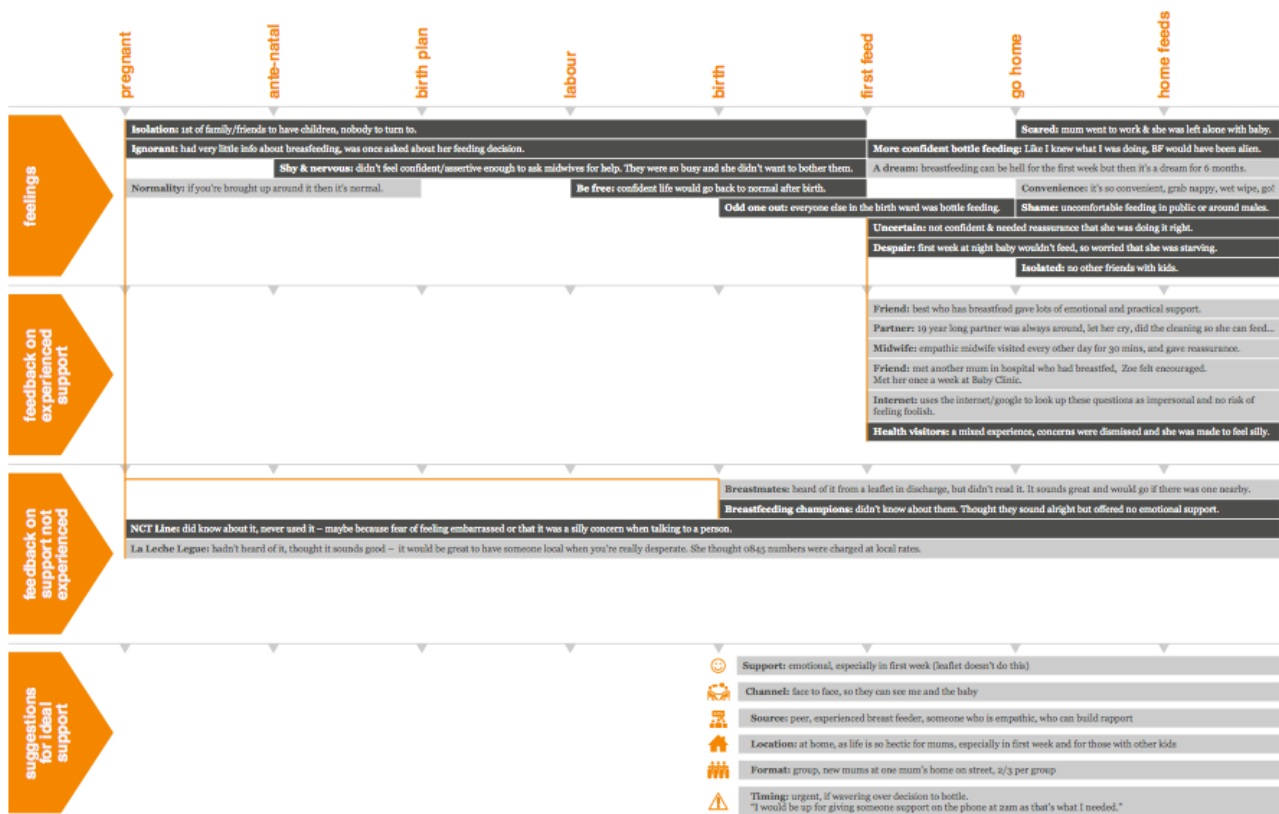 pregnant
ante-natal
birth plan
labour
birth
first feed
go home
home feeds
feelings
Isolation: 1st of family/friends to have children, nobody to turn to.
Scared: mum went to work & she was left alone with baby.
Ignorant: had very little info about breasfeeding, was once asked about her feeding decision.
More confident bottle feeding: Like I knew what I was doing, BF would have been alien.
Shy & nervous: didn't feel confident/assertive enough to ask midwives for help. They were so busy and she didn't want to bother them.
A dream: breastfeeding can be hell for the first week but then it's a dream for 6 months.
Normality: if you're brought up around it then it's normal.
Be free: confident life would go back to normal after birth.
Convenience: it's so convenient, grab nappy, wet wipe, go!
Odd one out: everyone else in the birth ward was bottle feeding.
Shame: uncomfortable feeding in public or around males.
Uncertain: not confident & needed reassurance that she was doing it right.
Despair: first week at night baby wouldn't feed, so worried that she was starving.
Isolated: no other friends with kids.
feedback on
experienced
support
Friend: best who has breastfead gave lots of emotional and practical support.
Partner: 19 year long partner was always around, let her cry, did the cleaning so she can feed...
Midwife: empathic midwife visited every other day for 30 mins, and gave reassurance.
Friend: met another mum in hospital who had breastfed, Zoe felt encouraged.
Met her once a week at Baby Clinic.
Internet: uses the internet/google to look up these questions as impersonal and no risk of
feeling foolish.
Health visitors: a mixed experience, concerns were dismissed and she was made to feel silly.
feedback on
support not
experienced
Breastmates: heard of it from a leaflet in discharge, but didn't read it. It sounds great and would go if there was one nearby.
Breastfeeding champions: didn't know about them. Thought they sound alright but offered no emotional support.
NCT Line: did know about it, never used it – maybe because fear of feeling embarrassed or that it was a silly concern when talking to a person.
La Leche Legue: hadn't heard of it, thought it sounds good – it would be great to have someone local when you're really desperate. She thought 0845 numbers were charged at local rates.
suggestions
for ideal
support
Support: emotional, especially in first week (leaflet doesn't do this)
Channel: face to face, so they can see me and the baby
Source: peer, experienced breast feeder, someone who is empathic, who can build rapport
Location: at home, as life is so hectic for mums, especially in first week and for those with other kids
Format: group, new mums at one mum's home on street, 2/3 per group
Timing: urgent, if wavering over decision to bottle.
"I would be up for giving someone support on the phone at 2am as that's what I needed."